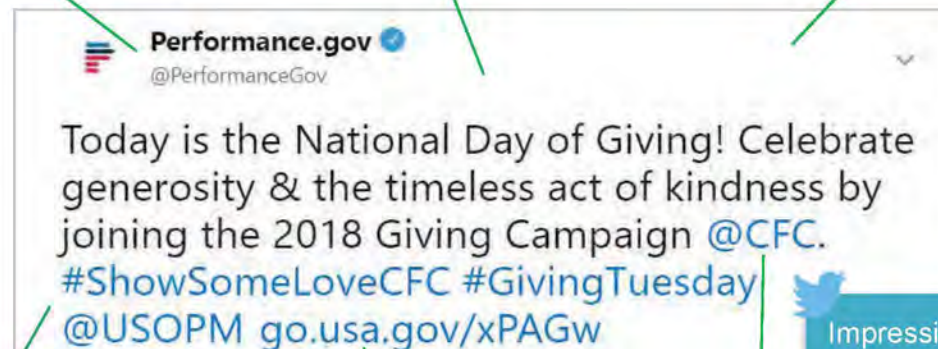 Performance.gov
@PerformanceGov
Today is the National Day of Giving! Celebrate
generosity & the timeless act of kindness by
joining the 2018 Giving Campaign @CFC.
#ShowSomeLoveCFC #GivingTuesday
@USOPM go.usa.gov/xPAGw